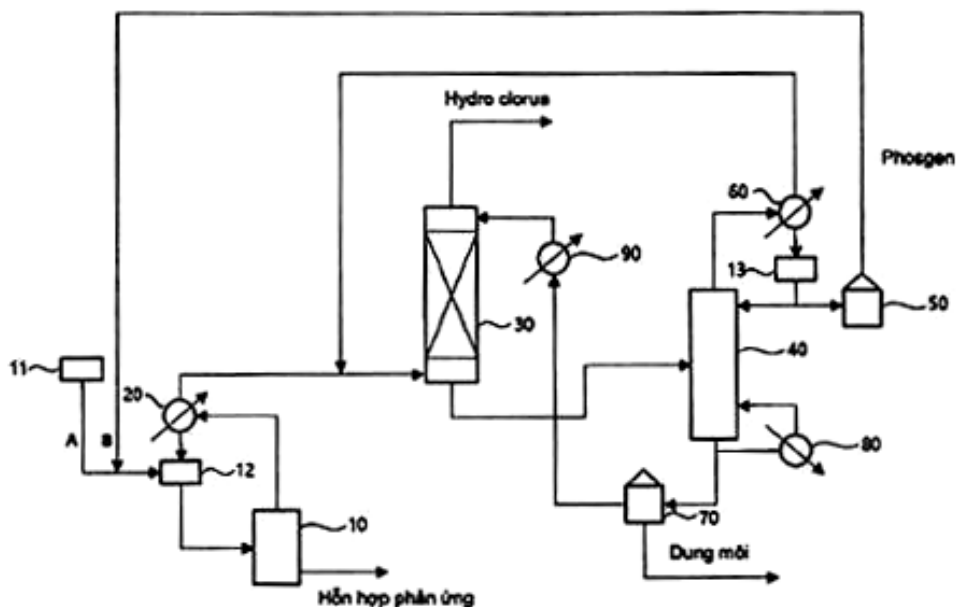 Hydro clorua
Phosgen
60
90
13
50
30
40
11
20
A
B
80
12
70
10
Dung môi
Hỗn hợp phản ứng